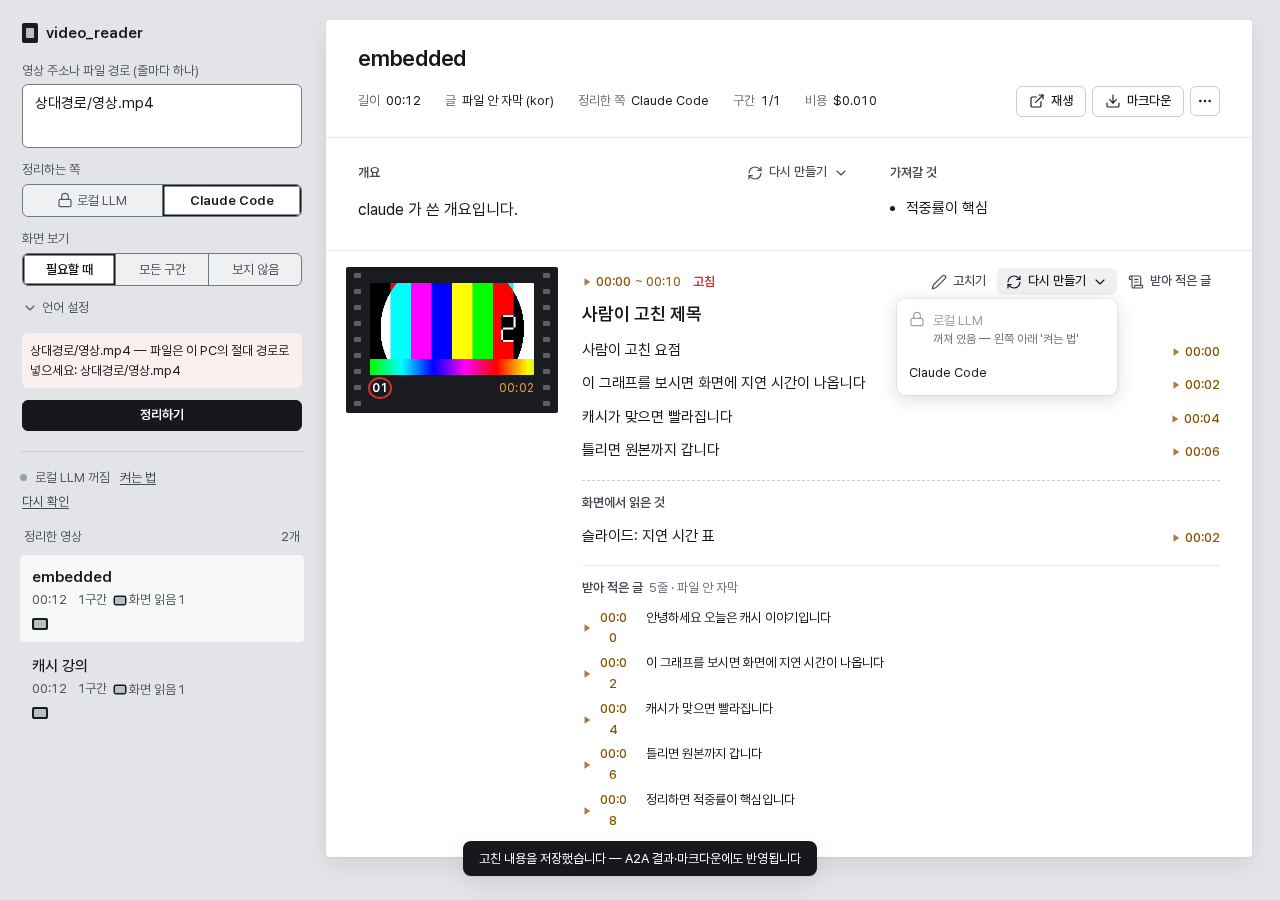 video_reader
영상 주소나 파일 경로 (줄마다 하나)
상대경로/영상.mp4
정리하는 쪽
로컬 LLM
Claude Code
화면 보기
필요할 때
모든 구간
보지 않음
언어 설정
상대경로/영상.mp4 — 파일은 이 PC의 절대 경로로
넣으세요: 상대경로/영상.mp4
정리하기
로컬 LLM 꺼짐 켜는 법
다시 확인
정리한 영상 2개
embedded
00:12 1구간 화면 읽음 1
캐시 강의
00:12 1구간 화면 읽음 1
embedded
길이 00:12 글 파일 안 자막 (kor) 정리한 쪽 Claude Code 구간 1/1 비용 $0.010
재생
마크다운
개요
다시 만들기
claude 가 쓴 개요입니다.
가져갈 것
적중률이 핵심
2
01 00:02
00:00 ~ 00:10 고침
고치기
다시 만들기
받아 적은 글
로컬 LLM
꺼져 있음 — 왼쪽 아래 '켜는 법'
Claude Code
사람이 고친 제목
사람이 고친 요점 00:00
이 그래프를 보시면 화면에 지연 시간이 나옵니다 00:02
캐시가 맞으면 빨라집니다 00:04
틀리면 원본까지 갑니다 00:06
화면에서 읽은 것
슬라이드: 지연 시간 표 00:02
받아 적은 글 5줄 · 파일 안 자막
00:00 안녕하세요 오늘은 캐시 이야기입니다
00:02 이 그래프를 보시면 화면에 지연 시간이 나옵니다
00:04 캐시가 맞으면 빨라집니다
00:06 틀리면 원본까지 갑니다
00:08 정리하면 적중률이 핵심입니다
고친 내용을 저장했습니다 — A2A 결과·마크다운에도 반영됩니다